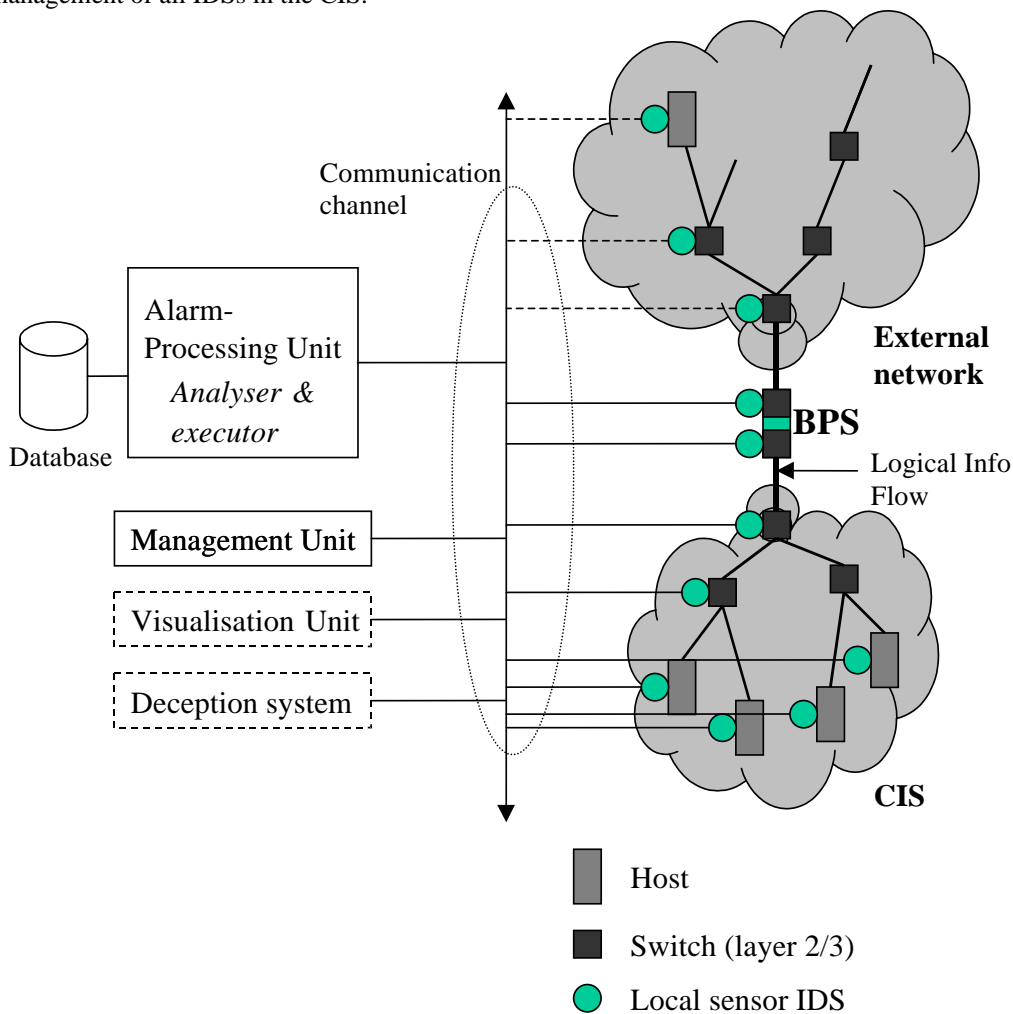 management of all IDSs in the CIS.
Communication
channel
Alarm-
Processing Unit
Analyser &
executor
Database
External
network
BPS
Logical Info
Flow
Management Unit
Visualisation Unit
Deception system
CIS
Host
Switch (layer 2/3)
Local sensor IDS